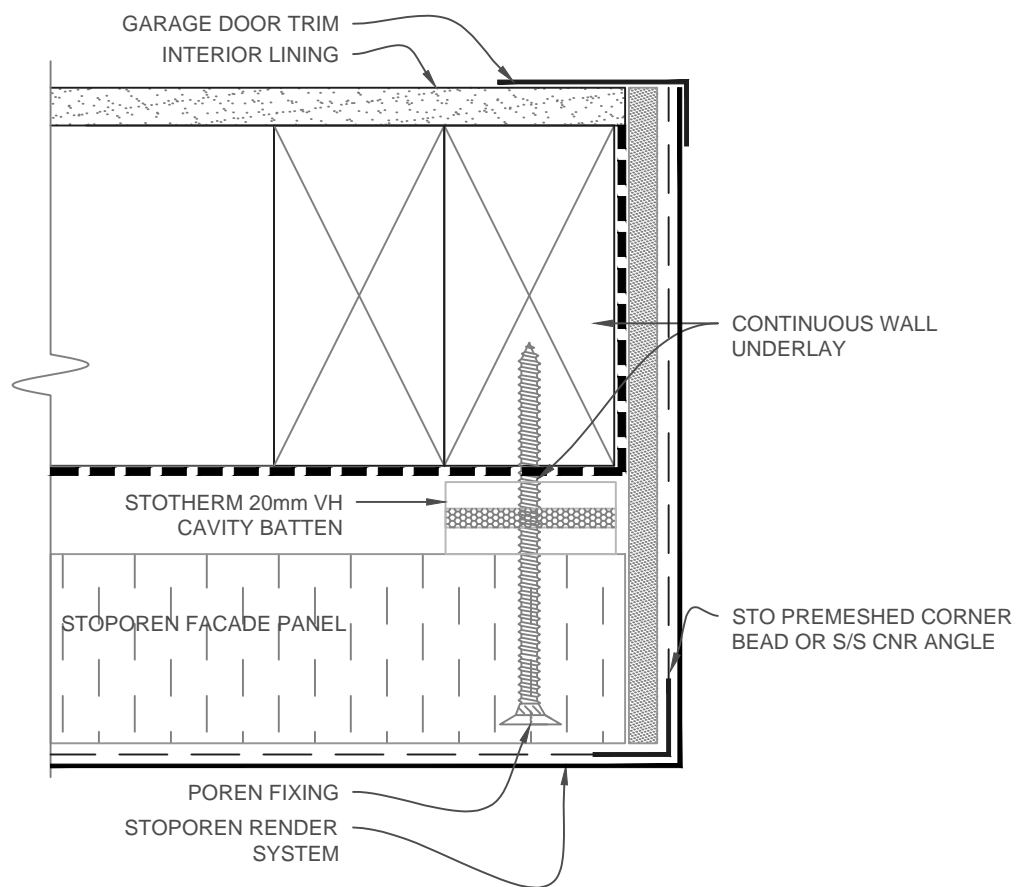 GARAGE DOOR TRIM
INTERIOR LINING
CONTINUOUS WALL
UNDERLAY
STOTHERM 20mm VH
CAVITY BATTEN
STOPOREN FACADE PANEL
STO PREMESHED CORNER
BEAD OR S/S CNR ANGLE
POREN FIXING
STOPOREN RENDER
SYSTEM